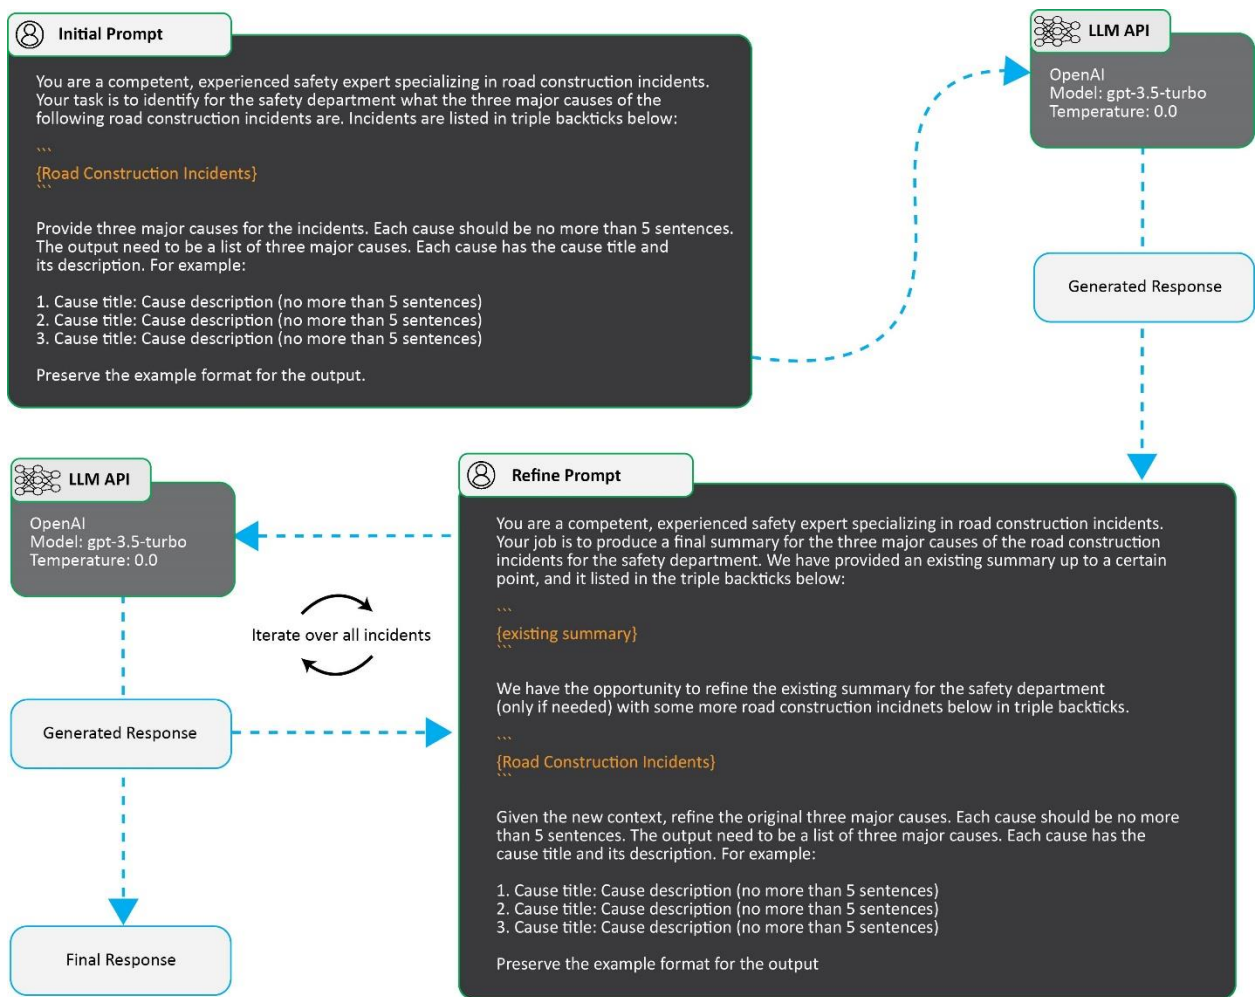 Initial Prompt
You are a competent, experienced safety expert specializing in road construction incidents.
Your task is to identify for the safety department what the three major causes of the
following road construction incidents are. Incidents are listed in triple backticks below:
```
{Road Construction Incidents}
```
Provide three major causes for the incidents. Each cause should be no more than 5 sentences.
The output need to be a list of three major causes. Each cause has the cause title and
its description. For example:
1. Cause title: Cause description (no more than 5 sentences)
2. Cause title: Cause description (no more than 5 sentences)
3. Cause title: Cause description (no more than 5 sentences)
Preserve the example format for the output.
LLM API
OpenAI
Model: gpt-3.5-turbo
Temperature: 0.0
Generated Response
Refine Prompt
You are a competent, experienced safety expert specializing in road construction incidents.
Your job is to produce a final summary for the three major causes of the road construction
incidents for the safety department. We have provided an existing summary up to a certain
point, and it listed in the triple backticks below:
```
{existing summary}
```
We have the opportunity to refine the existing summary for the safety department
(only if needed) with some more road construction incidnets below in triple backticks.
```
{Road Construction Incidents}
```
Given the new context, refine the original three major causes. Each cause should be no more
than 5 sentences. The output need to be a list of three major causes. Each cause has the
cause title and its description. For example:
1. Cause title: Cause description (no more than 5 sentences)
2. Cause title: Cause description (no more than 5 sentences)
3. Cause title: Cause description (no more than 5 sentences)
Preserve the example format for the output
LLM API
OpenAI
Model: gpt-3.5-turbo
Temperature: 0.0
Iterate over all incidents
Generated Response
Final Response